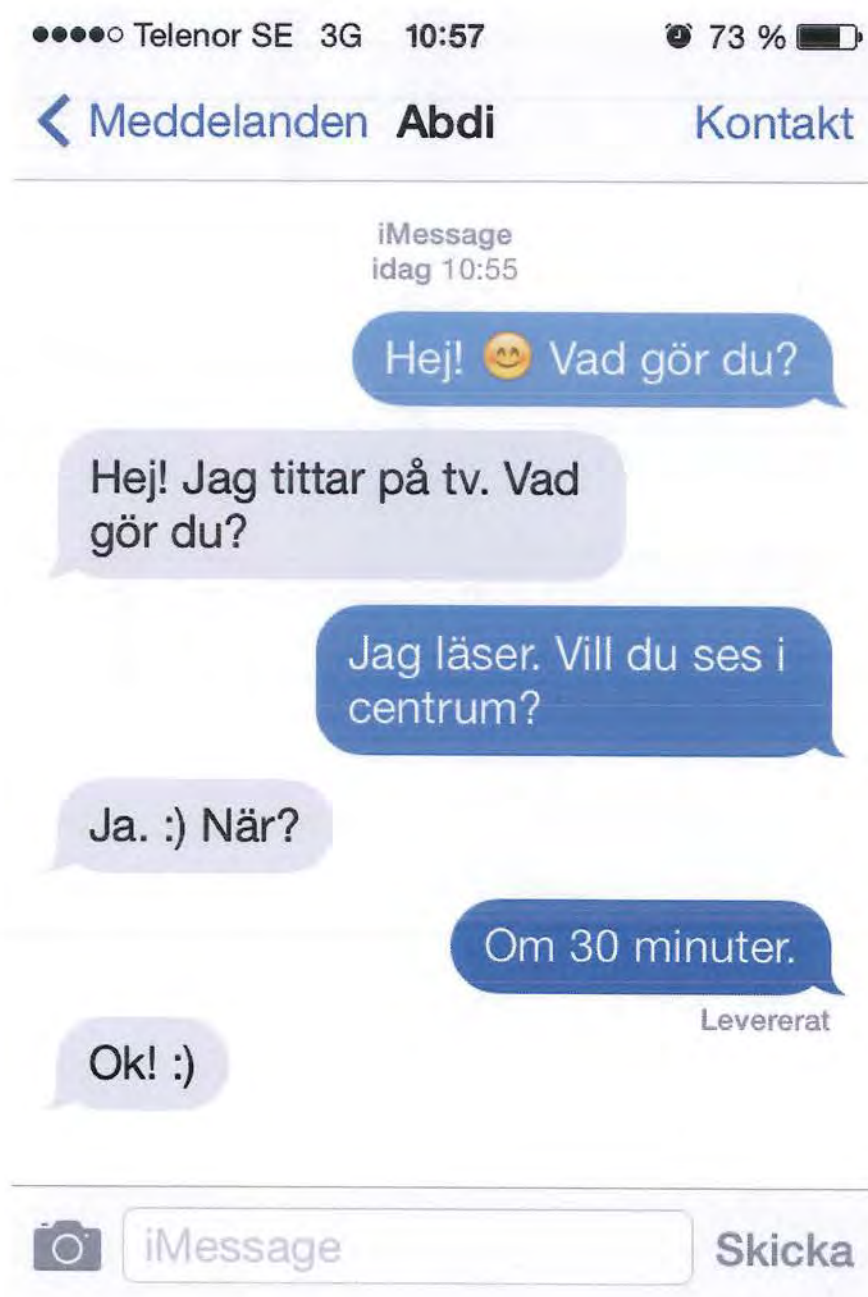 Telenor SE 3G 10:57 73 %
Meddelanden Abdi Kontakt
iMessage
idag 10:55
Hej! 😊 Vad gör du?
Hej! Jag tittar på tv. Vad
gör du?
Jag läser. Vill du ses i
centrum?
Ja. :) När?
Om 30 minuter.
Levererat
Ok! :)
iMessage
Skicka